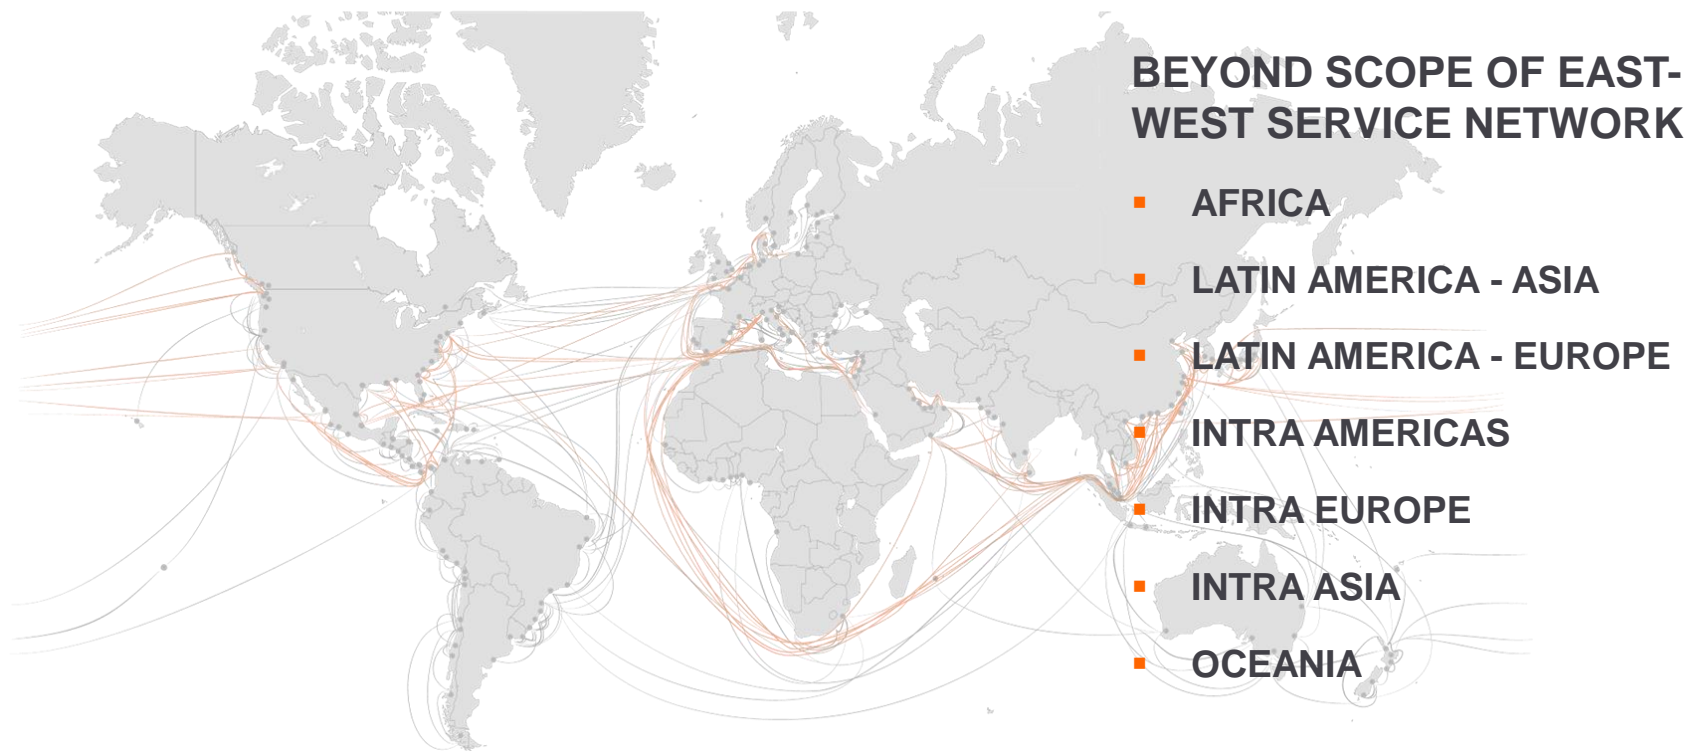 BEYOND SCOPE OF EAST-
WEST SERVICE NETWORK
AFRICA
LATIN AMERICA - ASIA
LATIN AMERICA - EUROPE
INTRA AMERICAS
INTRA EUROPE
INTRA ASIA
OCEANIA